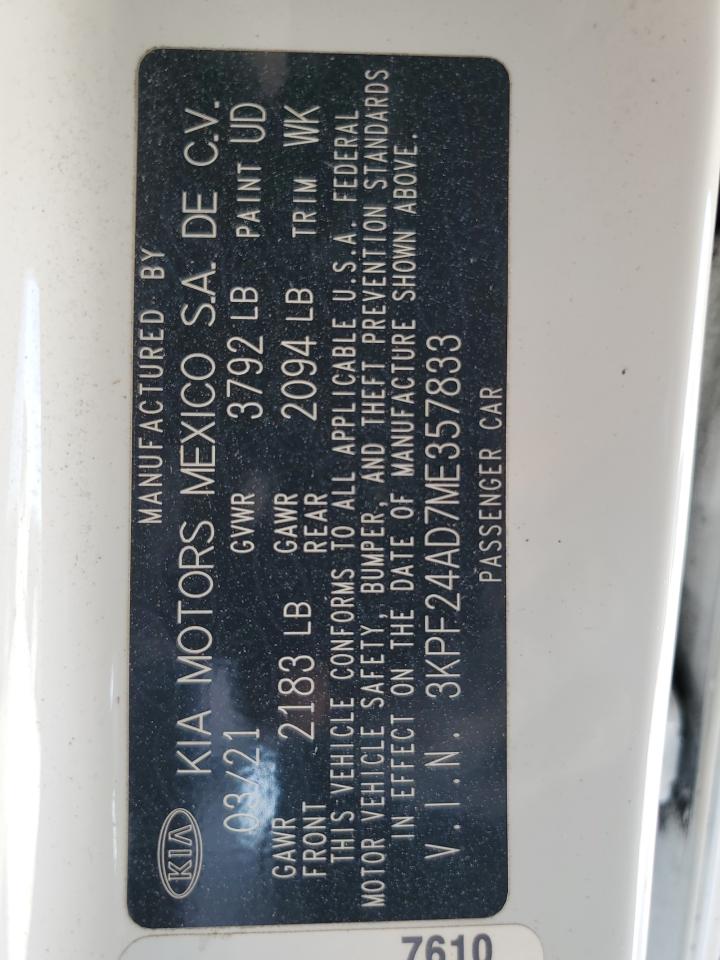 MANUFACTURED BY
KIA KIA MOTORS MEXICO S.A. DE C.V.
03/21 GVWR 3792 LB PAINT UD
GAWR FRONT 2183 LB GAWR REAR 2094 LB TRIM WK
THIS VEHICLE CONFORMS TO ALL APPLICABLE U.S.A. FEDERAL
MOTOR VEHICLE SAFETY, BUMPER, AND THEFT PREVENTION STANDARDS
IN EFFECT ON THE DATE OF MANUFACTURE SHOWN ABOVE.
V.I.N. 3KPF24AD7ME357833
PASSENGER CAR
7610